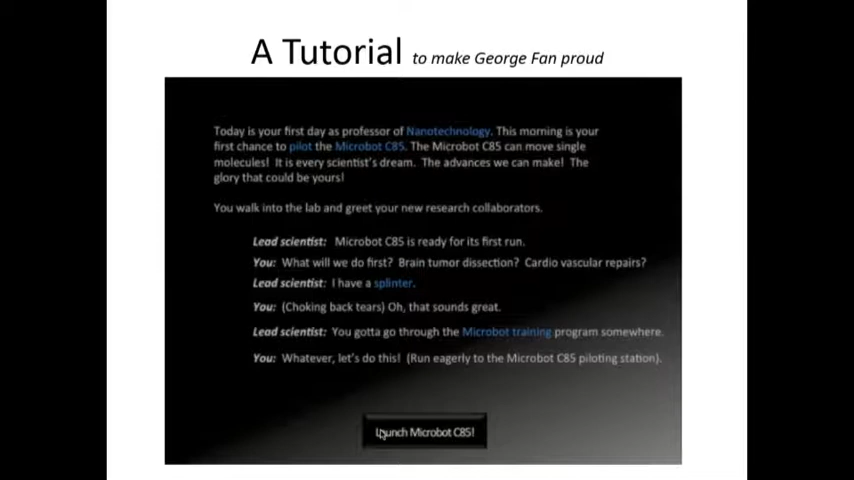 A Tutorial to make George Fan proud
Today is your first day as professor of Nanotechnology. This morning is your
first chance to pilot the Microbot C85. The Microbot C85 can move single
molecules! It is every scientist's dream. The advances we can make! The
glory that could be yours!
You walk into the lab and greet your new research collaborators.
Lead scientist: Microbot C85 is ready for its first run.
You: What will we do first? Brain tumor dissection? Cardio vascular repairs?
Lead scientist: I have a splinter.
You: (Choking back tears) Oh, that sounds great.
Lead scientist: You gotta go through the Microbot training program somewhere.
You: Whatever, let's do this! (Run eagerly to the Microbot C85 piloting station).
Launch Microbot C85!